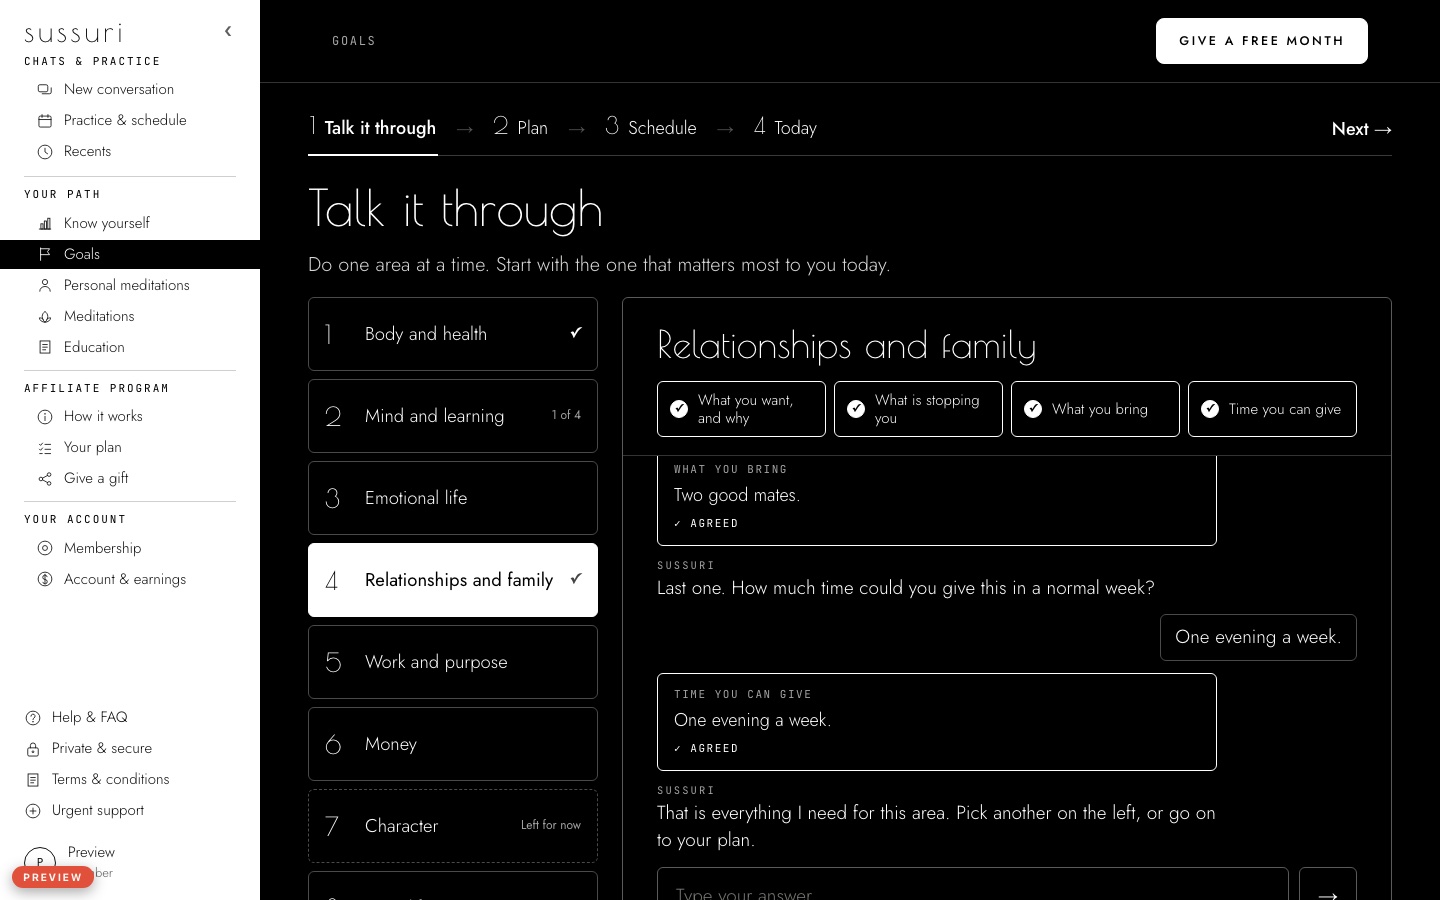 sussuri
CHATS & PRACTICE
New conversation
Practice & schedule
Recents
YOUR PATH
Know yourself
Goals
Personal meditations
Meditations
Education
AFFILIATE PROGRAM
How it works
Your plan
Give a gift
YOUR ACCOUNT
Membership
Account & earnings
Help & FAQ
Private & secure
Terms & conditions
Urgent support
P
Preview
PREVIEW
GOALS
GIVE A FREE MONTH
1 Talk it through → 2 Plan → 3 Schedule → 4 Today
Next →
Talk it through
Do one area at a time. Start with the one that matters most to you today.
1 Body and health ✓
2 Mind and learning 1 of 4
3 Emotional life
4 Relationships and family ✓
5 Work and purpose
6 Money
7 Character Left for now
Relationships and family
✓ What you want,
and why
✓ What is stopping
you
✓ What you bring
✓ Time you can give
WHAT YOU BRING
Two good mates.
✓ AGREED
SUSSURI
Last one. How much time could you give this in a normal week?
One evening a week.
TIME YOU CAN GIVE
One evening a week.
✓ AGREED
SUSSURI
That is everything I need for this area. Pick another on the left, or go on
to your plan.
Type your answer
→